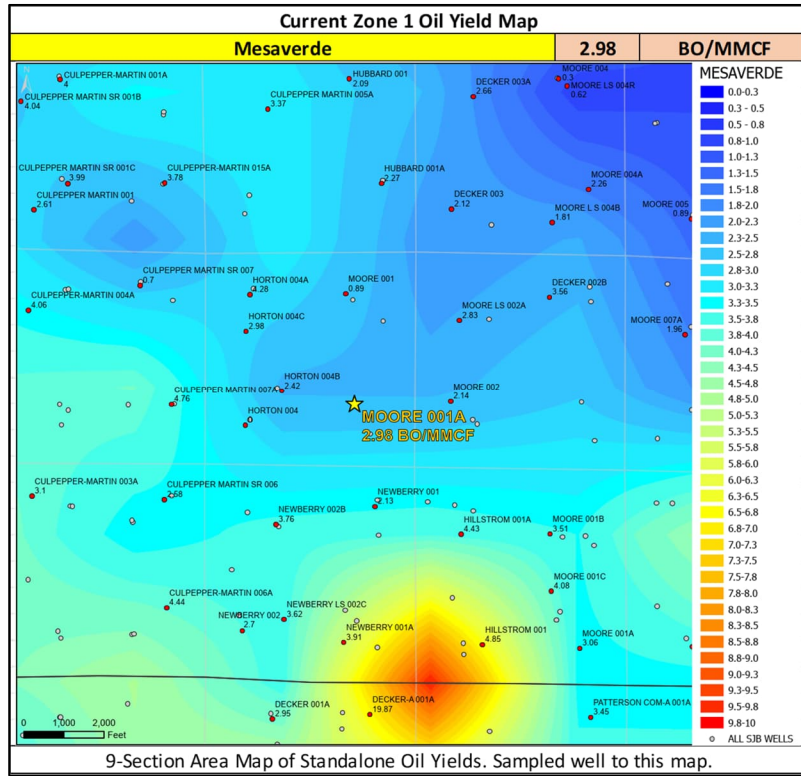 Current Zone 1 Oil Yield Map
Mesaverde 2.98 BO/MMCF
N
CULPEPPER-MARTIN 001A
4
CULPEPPER MARTIN SR 001B
4.04
CULPEPPER MARTIN 005A
3.37
HUBBARD 001
2.09
DECKER 003A
2.66
MOORE 004
0.3
MOORE LS 004R
0.62
CULPEPPER MARTIN SR 001C
3.99
CULPEPPER MARTIN 001
2.61
CULPEPPER-MARTIN 015A
3.78
HUBBARD 001A
2.27
DECKER 003
2.12
MOORE 004A
2.26
MOORE L S 004B
1.81
MOORE 005
0.89
CULPEPPER MARTIN SR 007
0.7
CULPEPPER-MARTIN 004A
4.06
HORTON 004A
4.28
MOORE 001
0.89
HORTON 004C
2.98
DECKER 002B
3.56
MOORE LS 002A
2.83
MOORE 007A
1.96
HORTON 004B
2.42
CULPEPPER MARTIN 007A
4.76
MOORE 002
2.14
HORTON 004
0
MOORE 001A
2.98 BO/MMCF
CULPEPPER-MARTIN 003A
3.1
CULPEPPER MARTIN SR 006
2.68
NEWBERRY 001
2.13
NEWBERRY 002B
3.76
HILLSTROM 001A
4.43
MOORE 001B
3.51
MOORE 001C
4.08
CULPEPPER-MARTIN 006A
4.44
NEWBERRY LS 002C
3.62
NEWBERRY 002
2.7
NEWBERRY 001A
3.91
HILLSTROM 001
4.85
MOORE 001A
3.06
DECKER 001A
2.95
DECKER-A 001A
19.87
PATTERSON COM-A 001A
3.45
0 1,000 2,000
Feet
MESAVERDE
0.0-0.3
0.3 - 0.5
0.5 - 0.8
0.8-1.0
1.0-1.3
1.3-1.5
1.5-1.8
1.8-2.0
2.0-2.3
2.3-2.5
2.5-2.8
2.8-3.0
3.0-3.3
3.3-3.5
3.5-3.8
3.8-4.0
4.0-4.3
4.3-4.5
4.5-4.8
4.8-5.0
5.0-5.3
5.3-5.5
5.5-5.8
5.8-6.0
6.0-6.3
6.3-6.5
6.5-6.8
6.8-7.0
7.0-7.3
7.3-7.5
7.5-7.8
7.8-8.0
8.0-8.3
8.3-8.5
8.5-8.8
8.8-9.0
9.0-9.3
9.3-9.5
9.5-9.8
9.8-10
ALL SJB WELLS
9-Section Area Map of Standalone Oil Yields. Sampled well to this map.